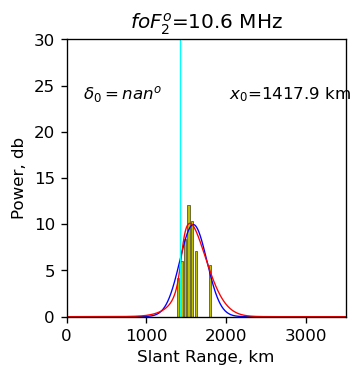 foF₂ᵒ=10.6 MHz
30
δ₀ = nanᵒ x₀=1417.9 km
25
20
15
10
5
0
Power, db
0 1000 2000 3000
Slant Range, km